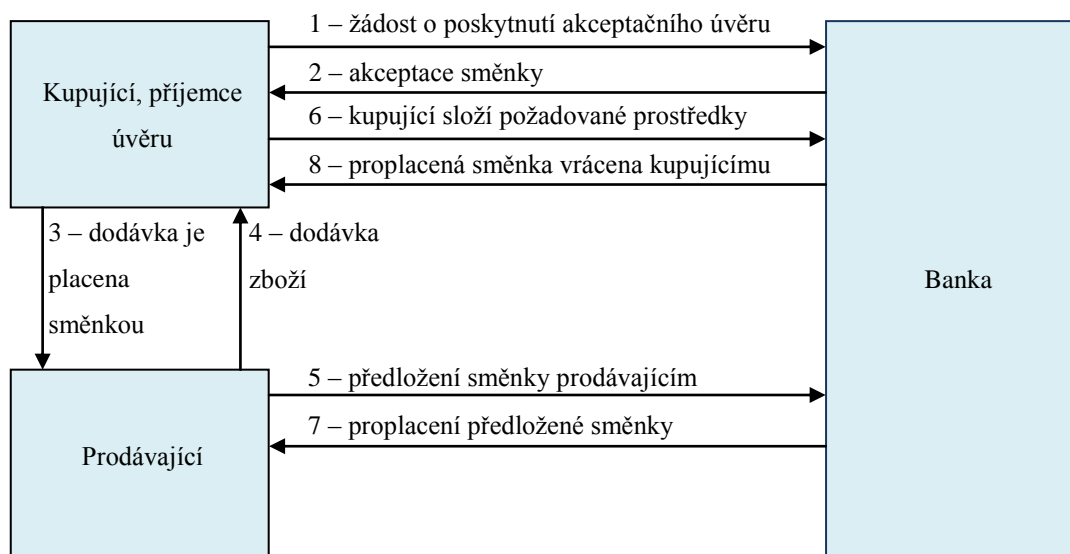 1 – žádost o poskytnutí akceptačního úvěru
2 – akceptace směnky
Kupující, příjemce
úvěru
6 – kupující složí požadované prostředky
8 – proplacená směnka vrácena kupujícímu
3 – dodávka je
placena
směnkou
4 – dodávka
zboží
Banka
5 – předložení směnky prodávajícím
7 – proplacení předložené směnky
Prodávající